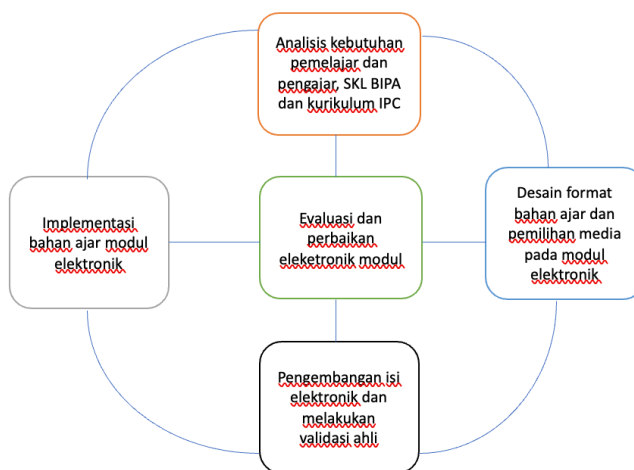 Analisis kebutuhan
pemelajar dan
pengajar, SKL BIPA
dan kurikulum IPC
Implementasi
bahan ajar modul
elektronik
Evaluasi dan
perbaikan
eleketronik modul
Desain format
bahan ajar dan
pemilihan media
pada modul
elektronik
Pengembangan isi
elektronik dan
melakukan
validasi ahli